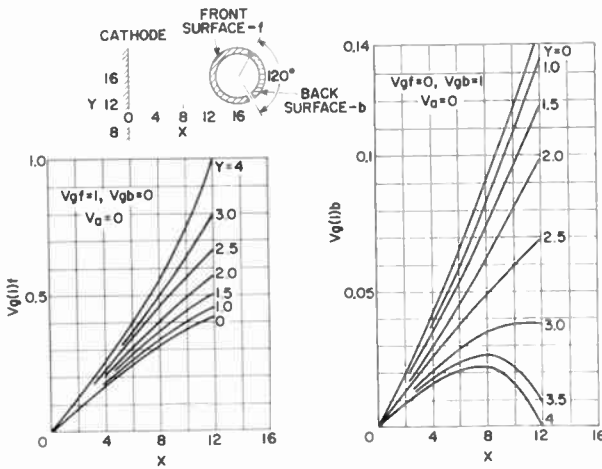 FRONT
SURFACE-f
CATHODE
120°
BACK
SURFACE-b
16
Y 12
8
0 4 8 12 16
X
Vgf=1, Vgb=0
Va=0
Vg(1)f
1.0
0.5
0
Y=4
3.0
2.5
2.0
1.5
1.0
0
0 4 8 12 16
X
Vgf=0, Vgb=1
Va=0
Vg(1)b
0.14
0.1
0.05
0
Y=0
1.0
1.5
2.0
2.5
3.0
3.5
4
0 4 8 12 16
X